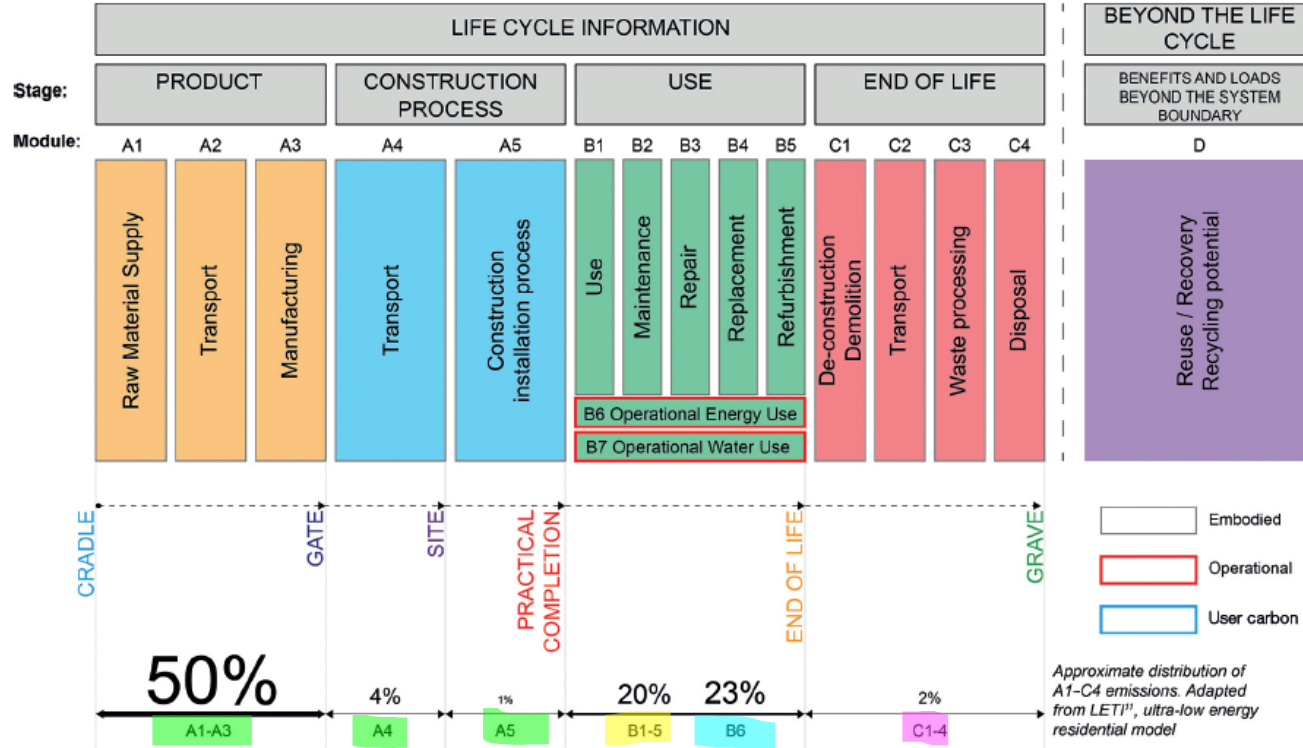 LIFE CYCLE INFORMATION
BEYOND THE LIFE
CYCLE
Stage:
PRODUCT
CONSTRUCTION
PROCESS
USE
END OF LIFE
BENEFITS AND LOADS
BEYOND THE SYSTEM
BOUNDARY
Module:
A1
A2
A3
A4
A5
B1
B2
B3
B4
B5
C1
C2
C3
C4
D
Raw Material Supply
Transport
Manufacturing
Transport
Construction
installation process
Use
Maintenance
Repair
Replacement
Refurbishment
B6 Operational Energy Use
B7 Operational Water Use
De-construction
Demolition
Transport
Waste processing
Disposal
Reuse / Recovery
Recycling potential
CRADLE
GATE
SITE
PRACTICAL
COMPLETION
END OF LIFE
GRAVE
Embodied
Operational
User carbon
50%
4%
1%
20%
23%
2%
A1-A3
A4
A5
B1-5
B6
C1-4
Approximate distribution of
A1–C4 emissions. Adapted
from LETI¹¹, ultra-low energy
residential model